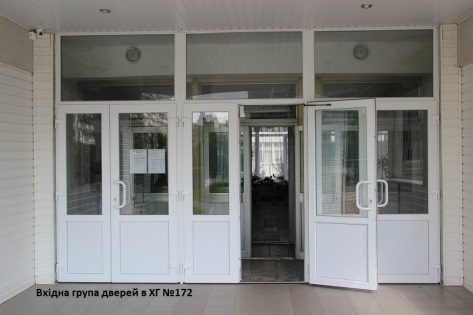 Вхідна група дверей в ХГ №172